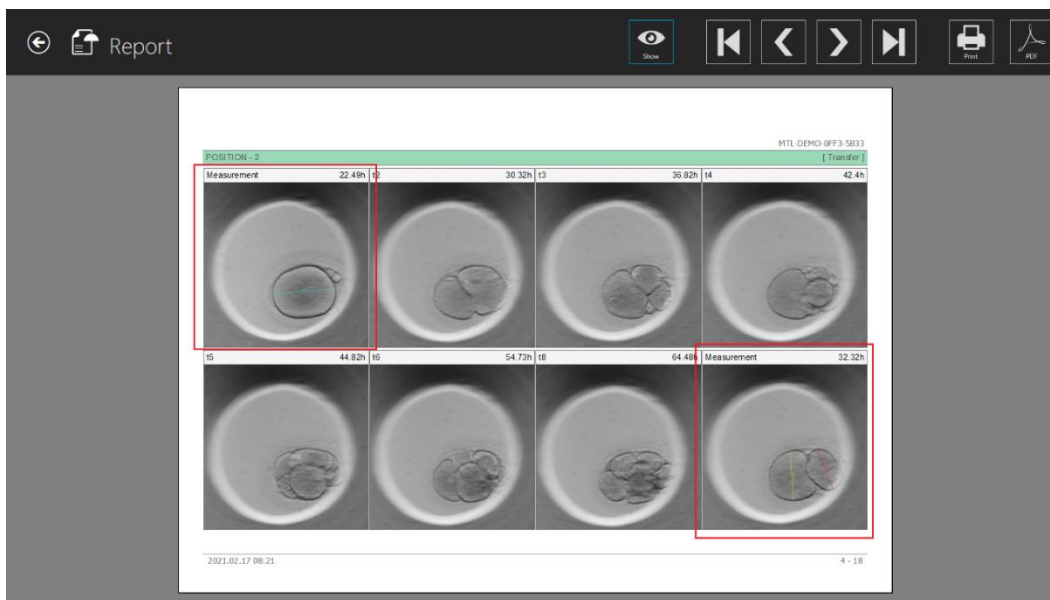 Report
Show
Print
PDF
MTL-DEMO-0FF3-5B33
POSITION - 2 [ Transfer ]
Measurement 22.49h t2 30.32h t3 36.82h t4 42.4h
t5 44.82h t6 54.73h t8 64.48h Measurement 32.32h
2021.02.17 08:21 4 - 18